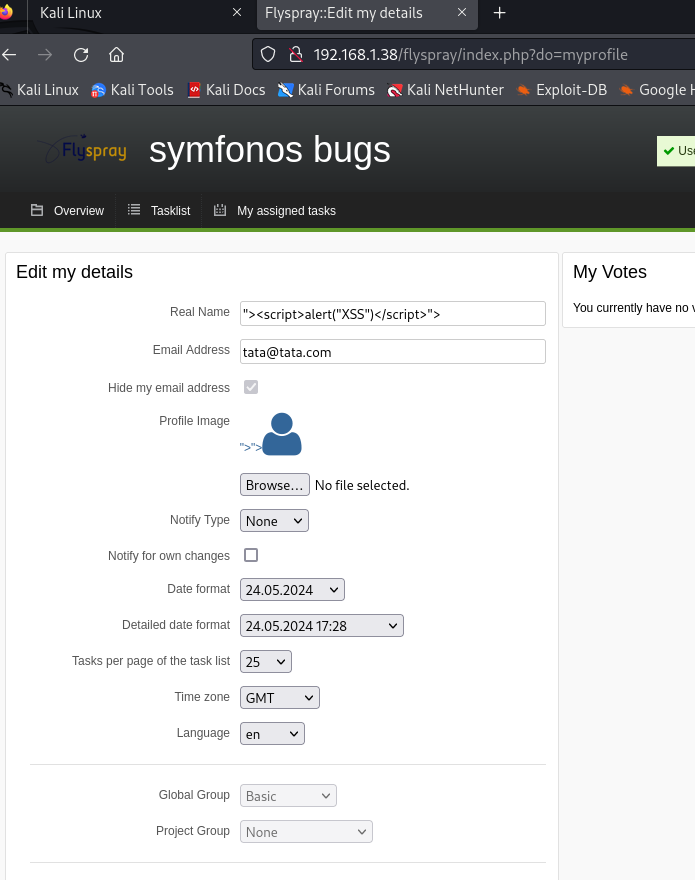 Kali Linux
Flyspray::Edit my details
192.168.1.38/flyspray/index.php?do=myprofile
Kali Linux Kali Tools Kali Docs Kali Forums Kali NetHunter Exploit-DB Google H
Flyspray symfonos bugs
Use
Overview Tasklist My assigned tasks
Edit my details
Real Name "><script>alert("XSS")</script>">
Email Address tata@tata.com
Hide my email address
Profile Image
">">
Browse... No file selected.
Notify Type None
Notify for own changes
Date format 24.05.2024
Detailed date format 24.05.2024 17:28
Tasks per page of the task list 25
Time zone GMT
Language en
Global Group Basic
Project Group None
My Votes
You currently have no v